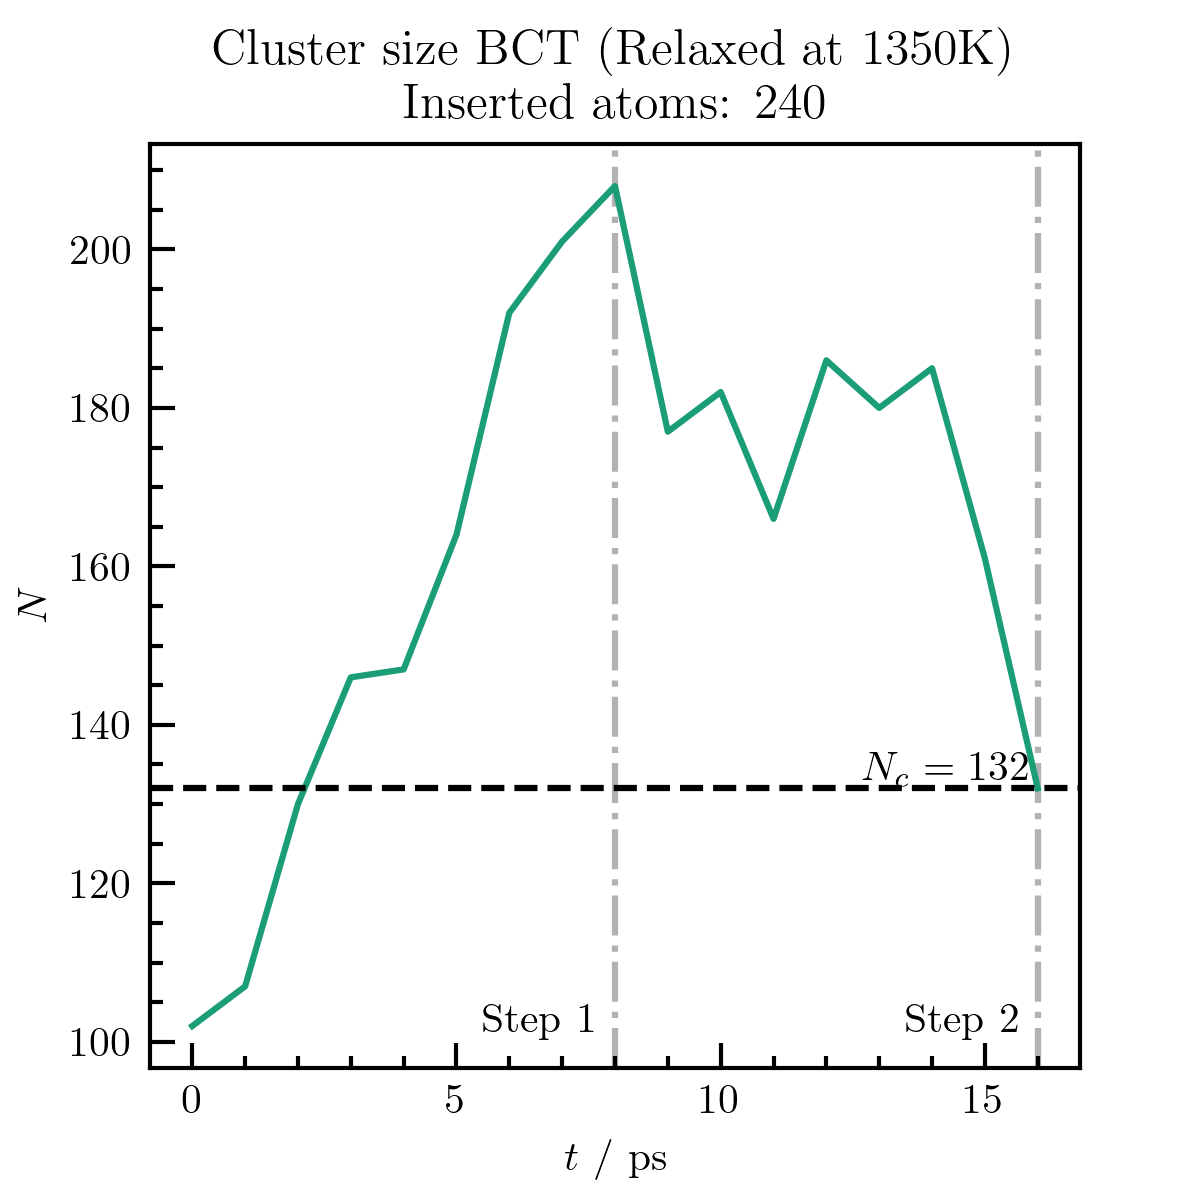 Cluster size BCT (Relaxed at 1350K)
Inserted atoms: 240
200
180
160
140
120
100
N
N_c = 132
Step 1
Step 2
0
5
10
15
t / ps